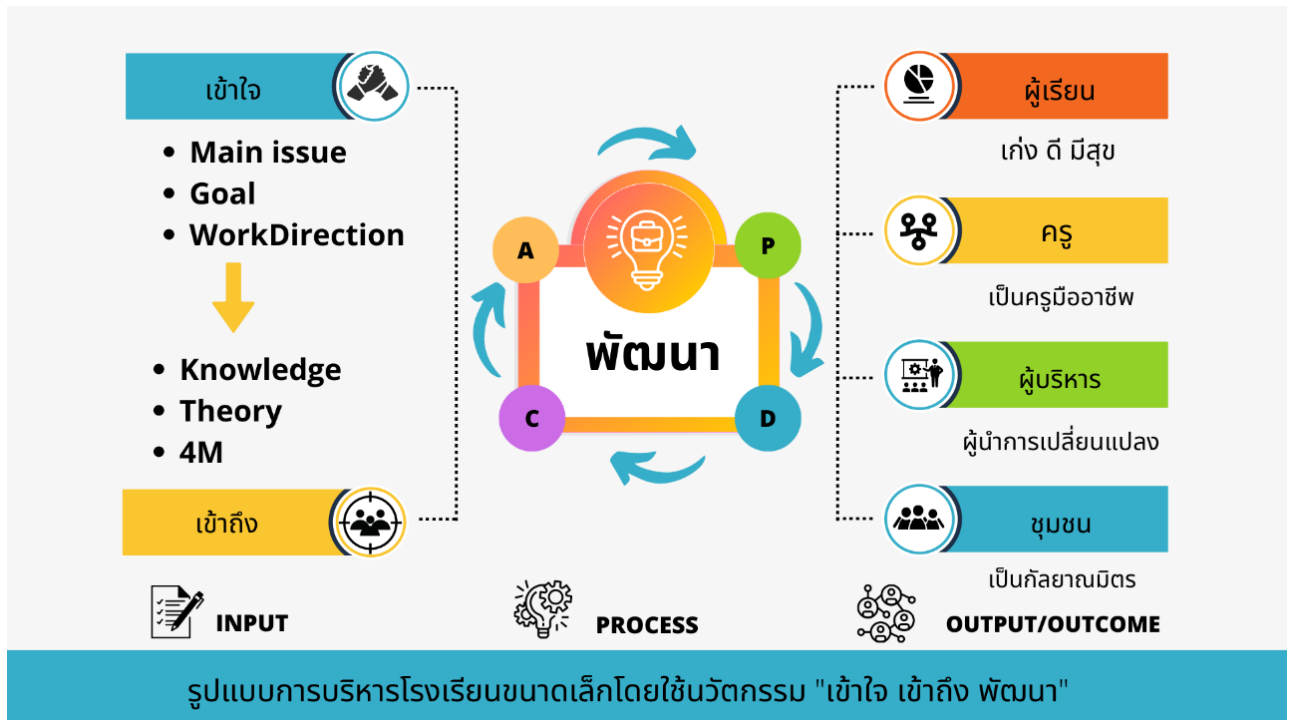 เข้าใจ
• Main issue
• Goal
• WorkDirection
• Knowledge
• Theory
• 4M
เข้าถึง
INPUT
A
P
พัฒนา
C
D
PROCESS
ผู้เรียน
เก่ง ดี มีสุข
ครู
เป็นครูมืออาชีพ
ผู้บริหาร
ผู้นำการเปลี่ยนแปลง
ชุมชน
เป็นกัลยาณมิตร
OUTPUT/OUTCOME
รูปแบบการบริหารโรงเรียนขนาดเล็กโดยใช้นวัตกรรม "เข้าใจ เข้าถึง พัฒนา"